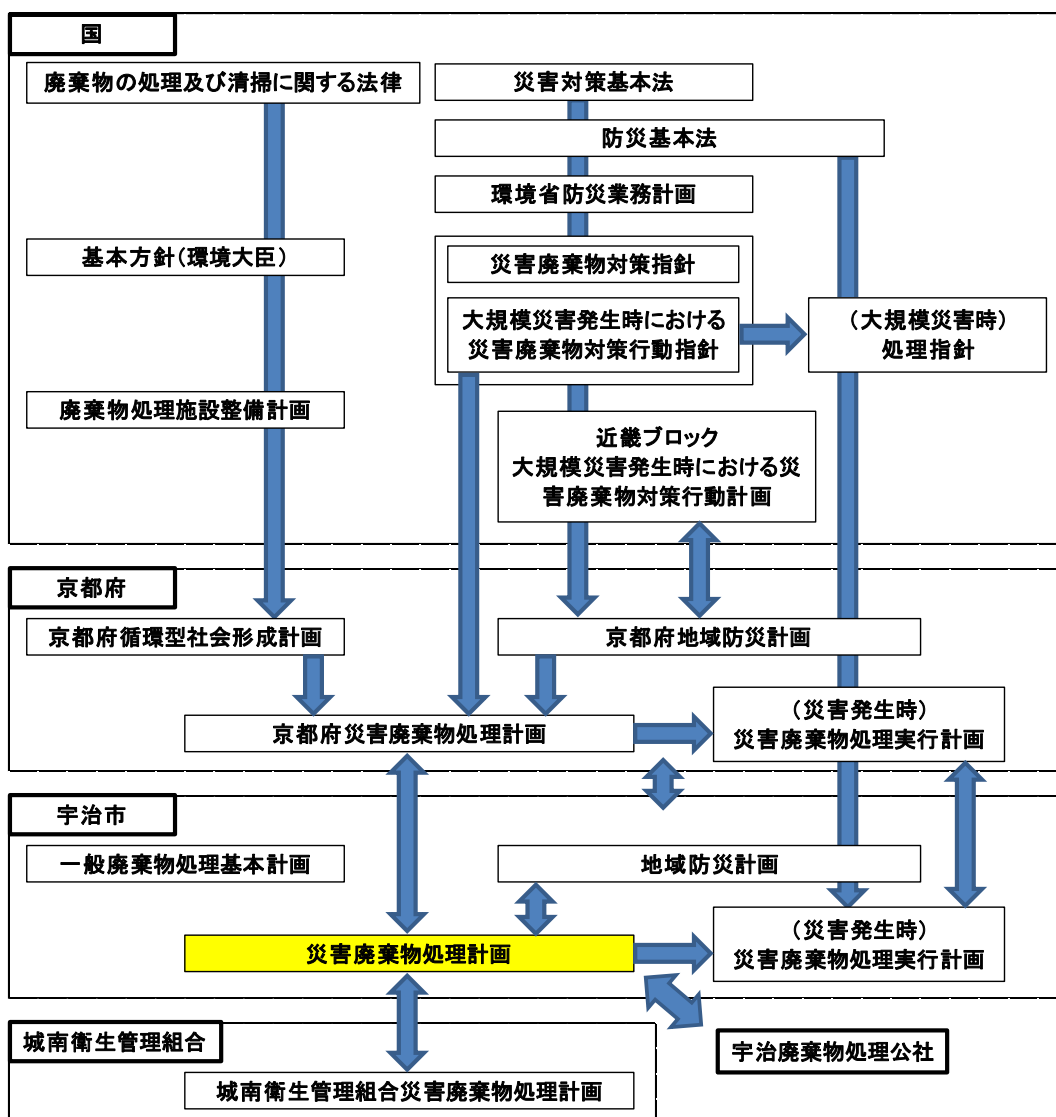 国
廃棄物の処理及び清掃に関する法律
災害対策基本法
防災基本法
環境省防災業務計画
基本方針(環境大臣)
災害廃棄物対策指針
大規模災害発生時における
災害廃棄物対策行動指針
(大規模災害時)
処理指針
廃棄物処理施設整備計画
近畿ブロック
大規模災害発生時における災
害廃棄物対策行動計画
京都府
京都府循環型社会形成計画
京都府地域防災計画
京都府災害廃棄物処理計画
(災害発生時)
災害廃棄物処理実行計画
宇治市
一般廃棄物処理基本計画
地域防災計画
災害廃棄物処理計画
(災害発生時)
災害廃棄物処理実行計画
城南衛生管理組合
宇治廃棄物処理公社
城南衛生管理組合災害廃棄物処理計画